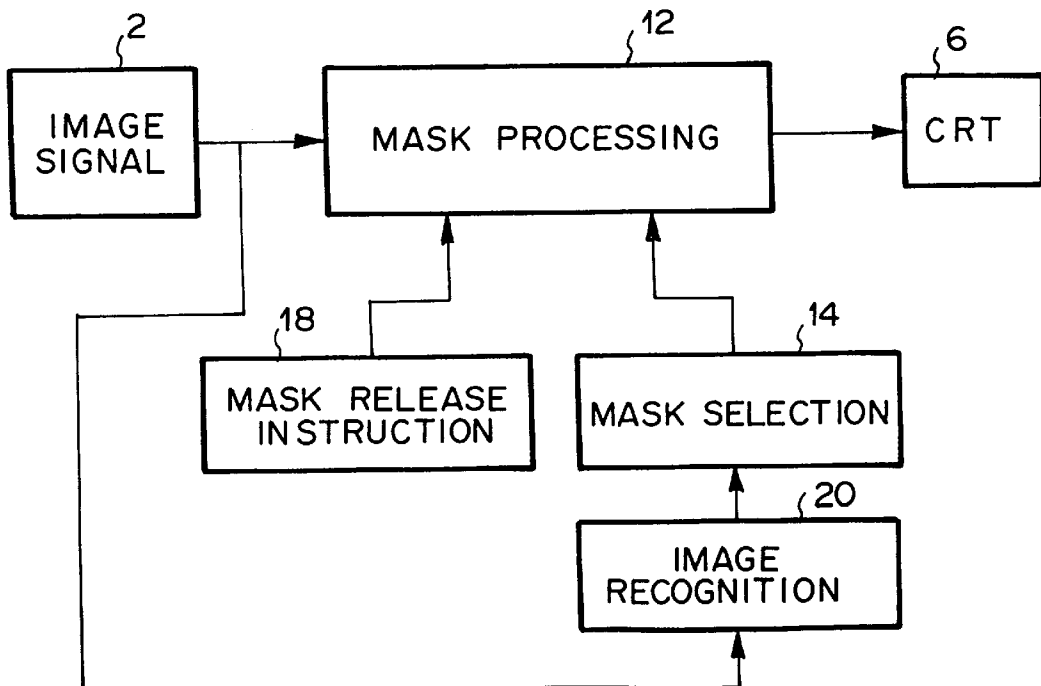 2
12
6
IMAGE
SIGNAL
MASK PROCESSING
CRT
18
14
MASK RELEASE
INSTRUCTION
MASK SELECTION
20
IMAGE
RECOGNITION